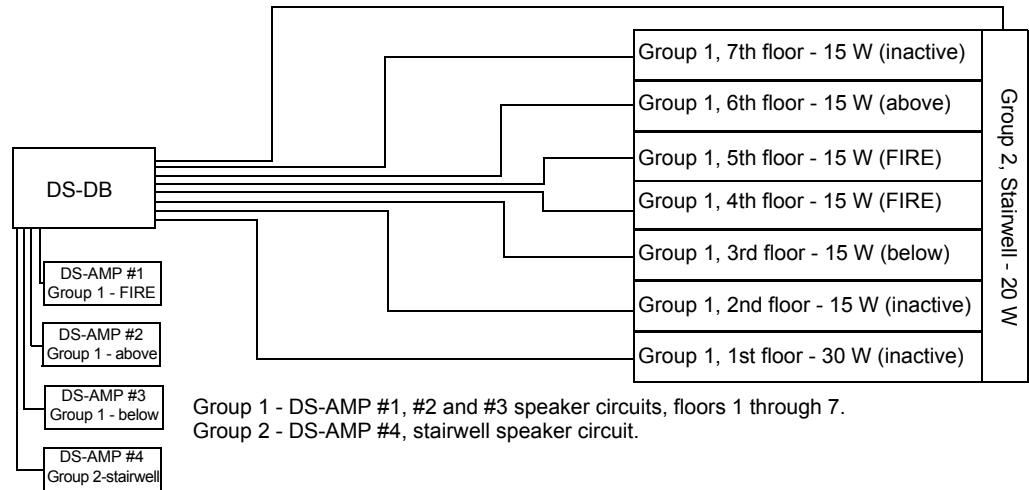 Group 1, 7th floor - 15 W (inactive)
Group 1, 6th floor - 15 W (above)
Group 1, 5th floor - 15 W (FIRE)
Group 1, 4th floor - 15 W (FIRE)
Group 1, 3rd floor - 15 W (below)
Group 1, 2nd floor - 15 W (inactive)
Group 1, 1st floor - 30 W (inactive)
Group 2, Stairwell - 20 W
DS-DB
DS-AMP #1
Group 1 - FIRE
DS-AMP #2
Group 1 - above
DS-AMP #3
Group 1 - below
DS-AMP #4
Group 2-stairwell
Group 1 - DS-AMP #1, #2 and #3 speaker circuits, floors 1 through 7.
Group 2 - DS-AMP #4, stairwell speaker circuit.